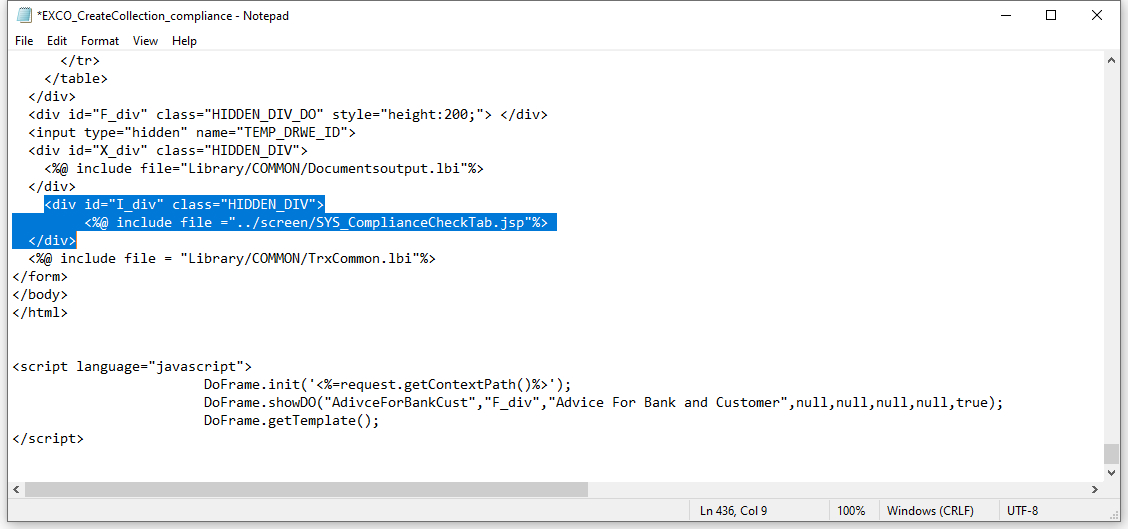 *EXCO_CreateCollection_compliance - Notepad
File Edit Format View Help
</tr>
</table>
</div>
<div id="F_div" class="HIDDEN_DIV_DO" style="height:200;"> </div>
<input type="hidden" name="TEMP_DRWE_ID">
<div id="X_div" class="HIDDEN_DIV">
<%@ include file="Library/COMMON/Documentsoutput.lbi"%>
</div>
<div id="I_div" class="HIDDEN_DIV">
<%@ include file ="../screen/SYS_ComplianceCheckTab.jsp"%>
</div>
<%@ include file = "Library/COMMON/TrxCommon.lbi"%>
</form>
</body>
</html>
<script language="javascript">
DoFrame.init('<%=request.getContextPath()%>');
DoFrame.showDO("AdivceForBankCust","F_div","Advice For Bank and Customer",null,null,null,null,true);
DoFrame.getTemplate();
</script>
Ln 436, Col 9 100% Windows (CRLF) UTF-8